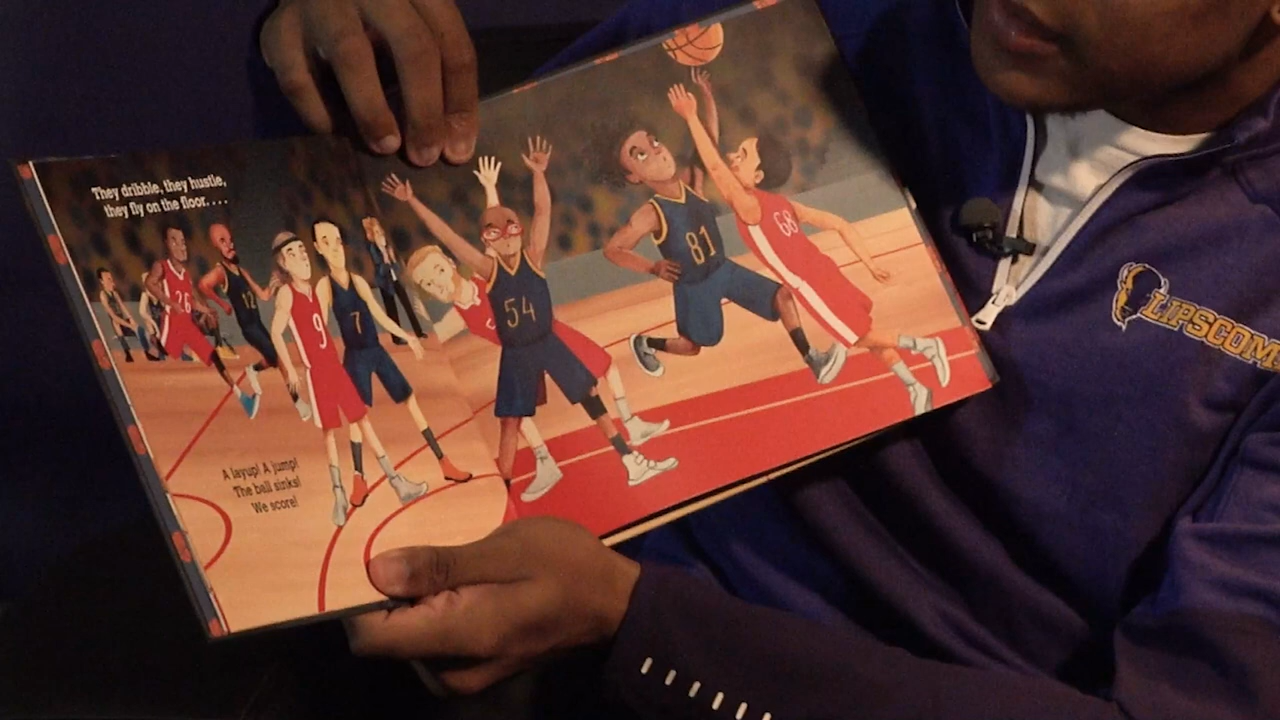 They dribble, they hustle,
they fly on the floor....
26
12
9
7
54
81
68
A layup! A jump!
The ball sinks!
We score!
LIPSCOM